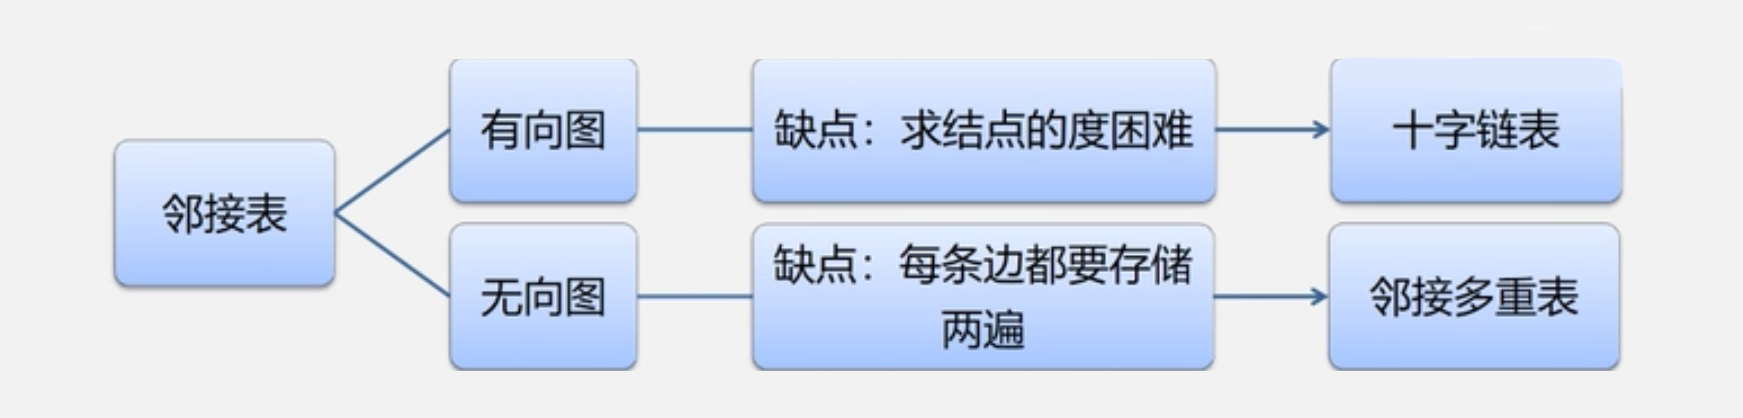 邻接表
有向图
缺点：求结点的度困难
十字链表
无向图
缺点：每条边都要存储
两遍
邻接多重表